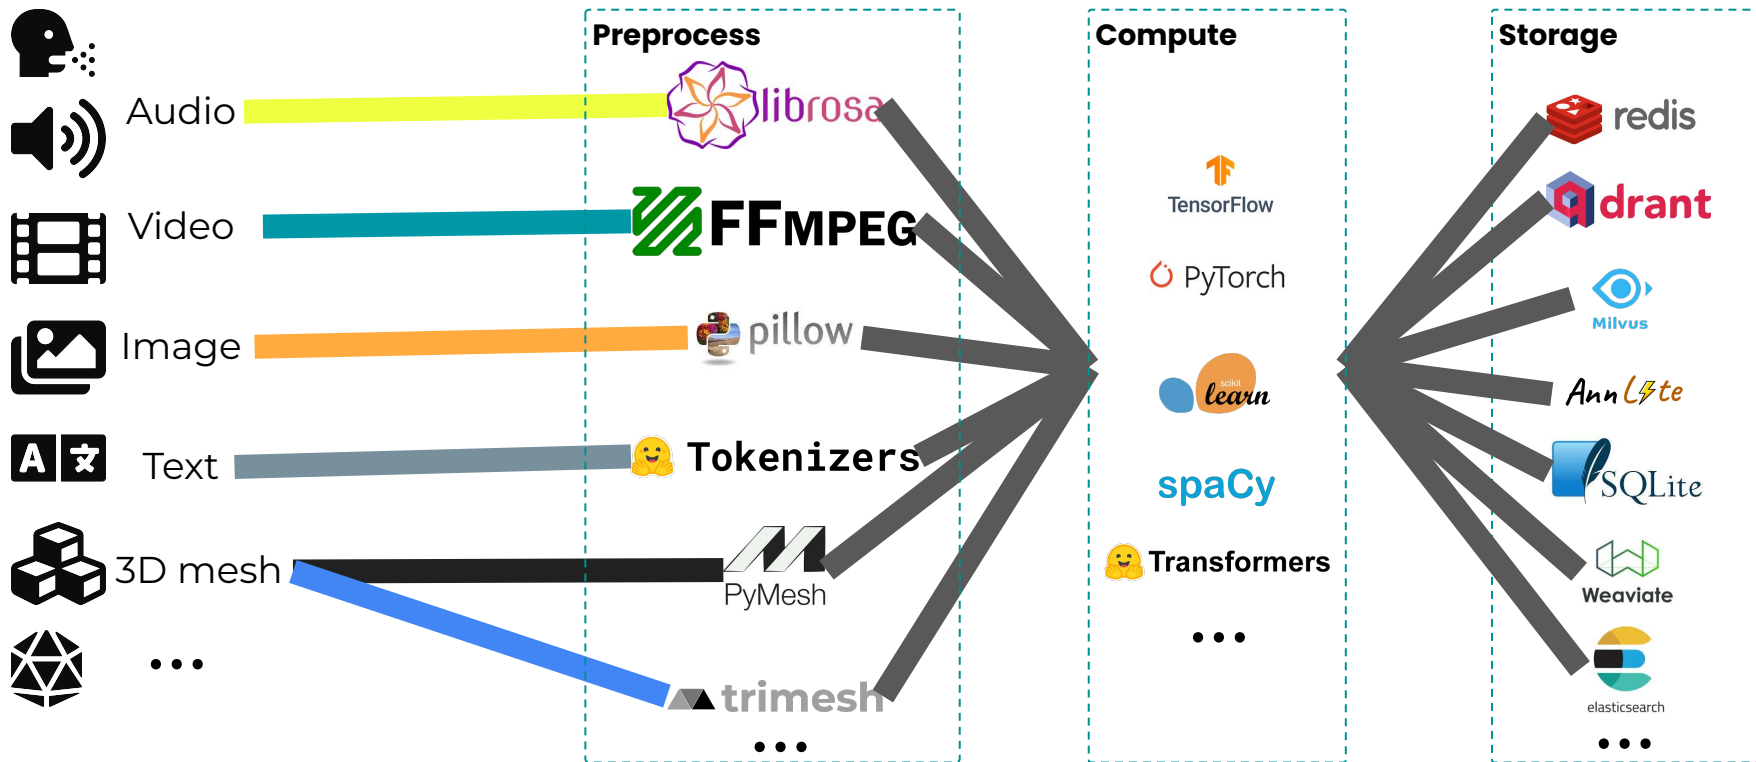 Preprocess
Compute
Storage
Audio
librosa
redis
TensorFlow
drant
Video
FFMPEG
PyTorch
Milvus
Image
pillow
scikit
learn
AnnLite
Text
Tokenizers
spaCy
SQLite
A 文
3D mesh
PyMesh
Transformers
Weaviate
...
trimesh
...
elasticsearch
...
...